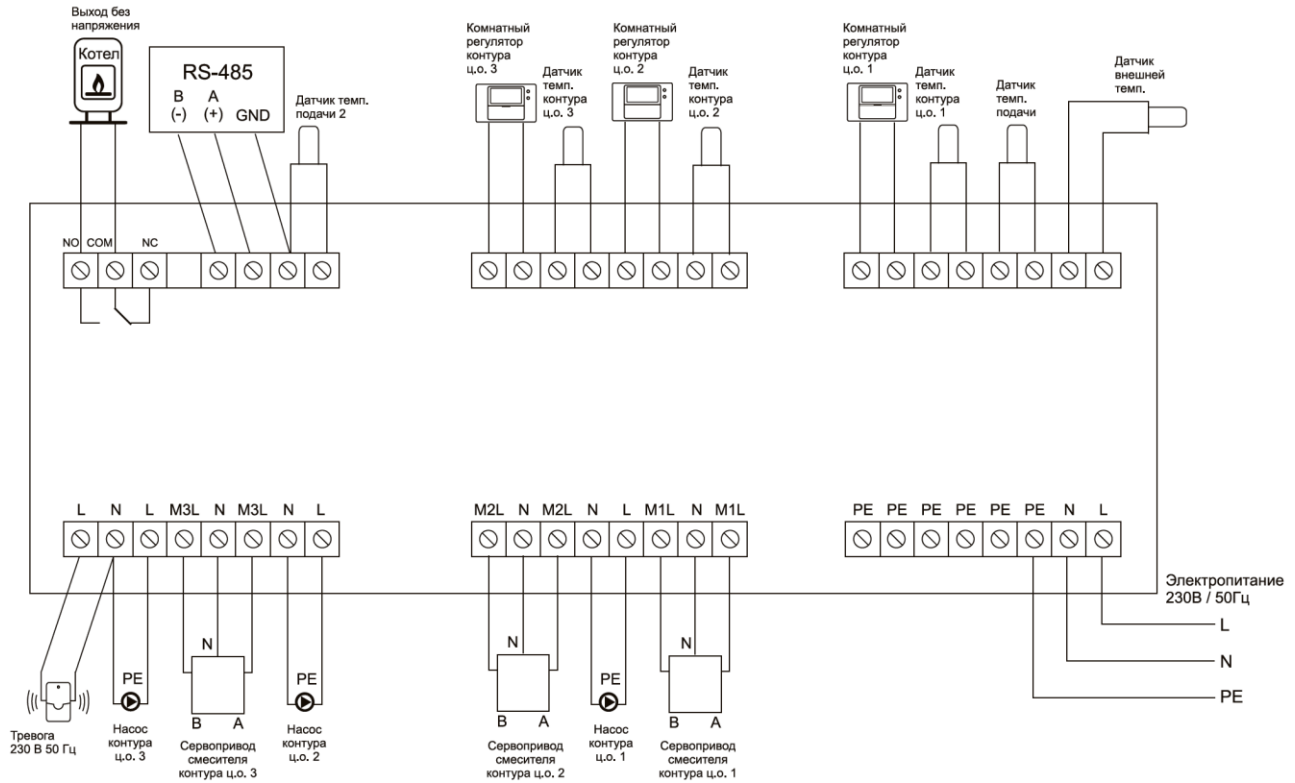 Выход без
напряжения
Котел
RS-485
B A
(-) (+) GND
Датчик темп.
подачи 2
Комнатный
регулятор
контура
ц.о. 3
Датчик
темп.
контура
ц.о. 3
Комнатный
регулятор
контура
ц.о. 2
Датчик
темп.
контура
ц.о. 2
Комнатный
регулятор
контура
ц.о. 1
Датчик
темп.
контура
ц.о. 1
Датчик
темп.
подачи
Датчик
внешней
темп.
NO COM NC
L N L M3L N M3L N L
M2L N M2L N L M1L N M1L
PE PE PE PE PE PE N L
Электропитание
230В / 50Гц
L
N
PE
Тревога
230 В 50 Гц
PE
Насос
контура
ц.о. 3
N
B A
Сервопривод
смесителя
контура ц.о. 3
PE
Насос
контура
ц.о. 2
N
B A
Сервопривод
смесителя
контура ц.о. 2
PE
Насос
контура
ц.о. 1
N
B A
Сервопривод
смесителя
контура ц.о. 1